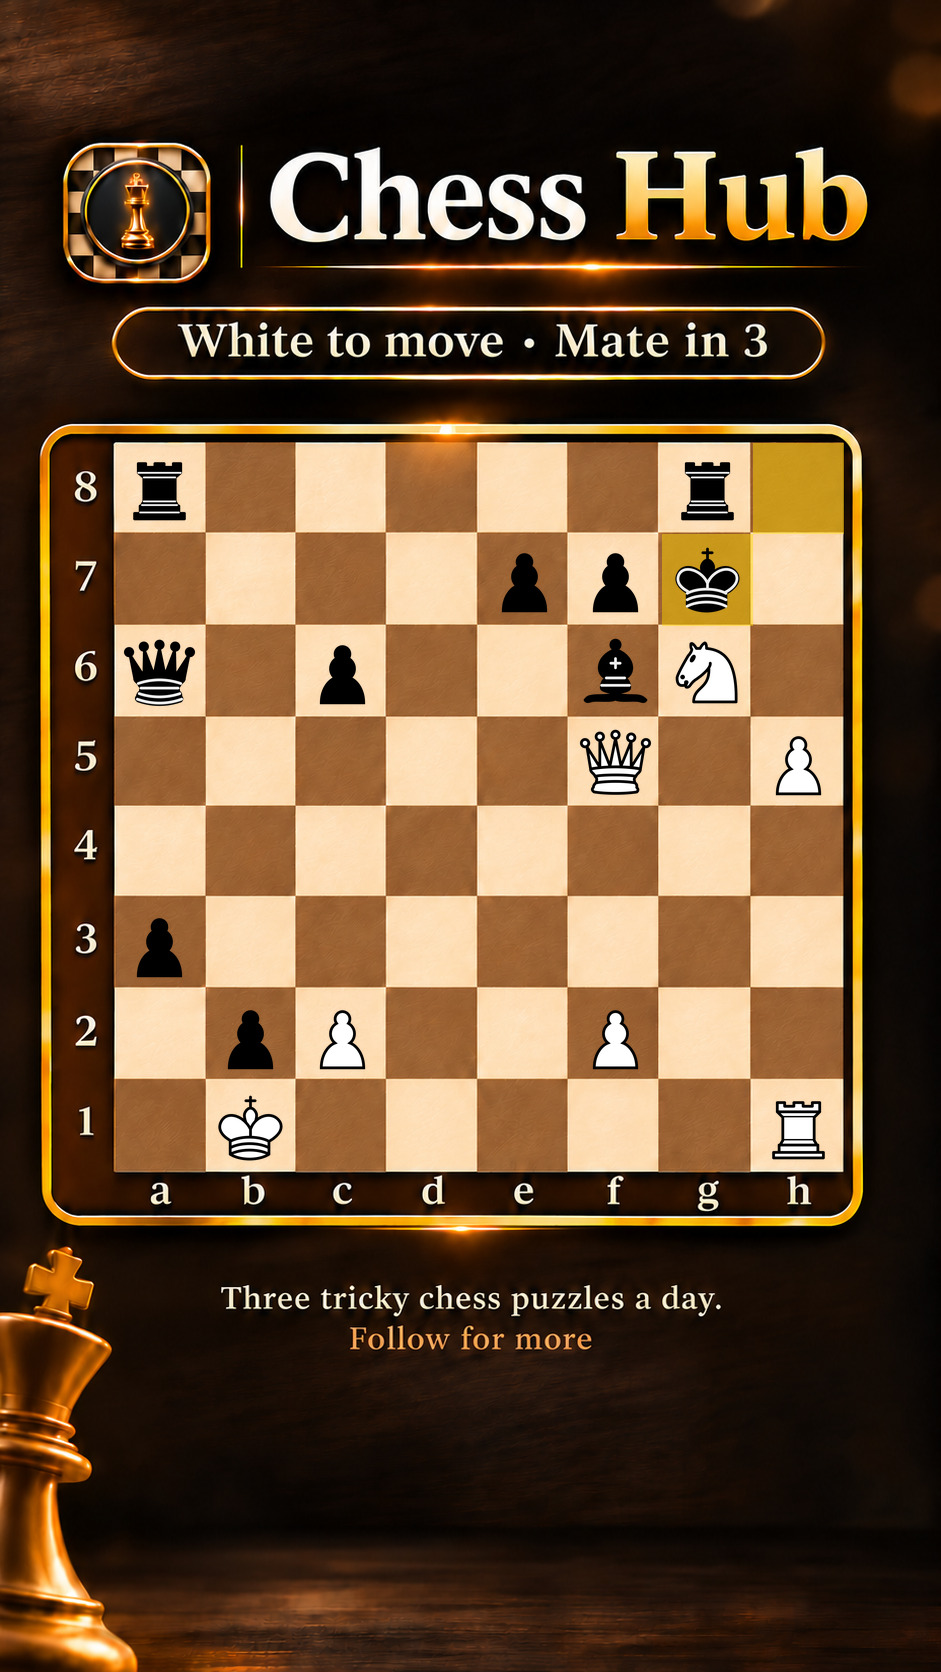 Chess Hub
White to move • Mate in 3
8
7
6
5
4
3
2
1
a b c d e f g h
Three tricky chess puzzles a day.
Follow for more